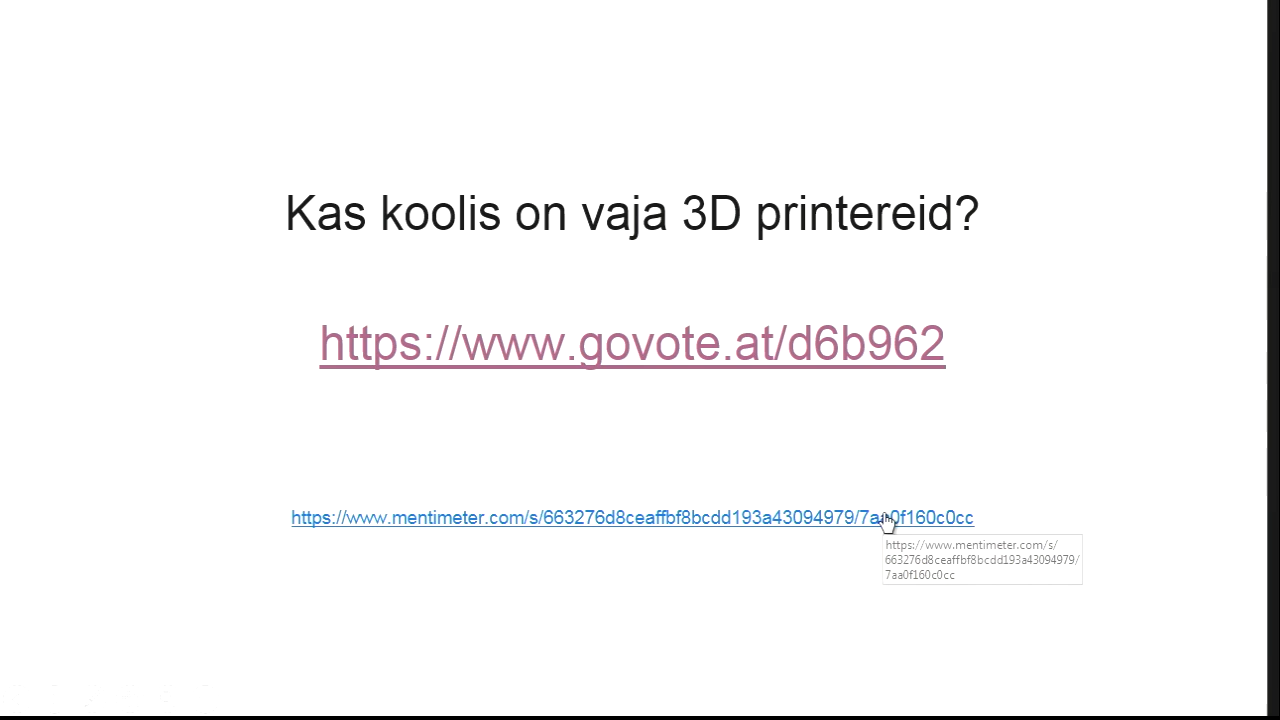 Kas koolis on vaja 3D printereid?
https://www.govote.at/d6b962
https://www.mentimeter.com/s/663276d8ceaffbf8bcdd193a43094979/7aa0f160c0cc
https://www.mentimeter.com/s/
663276d8ceaffbf8bcdd193a43094979/
7aa0f160c0cc